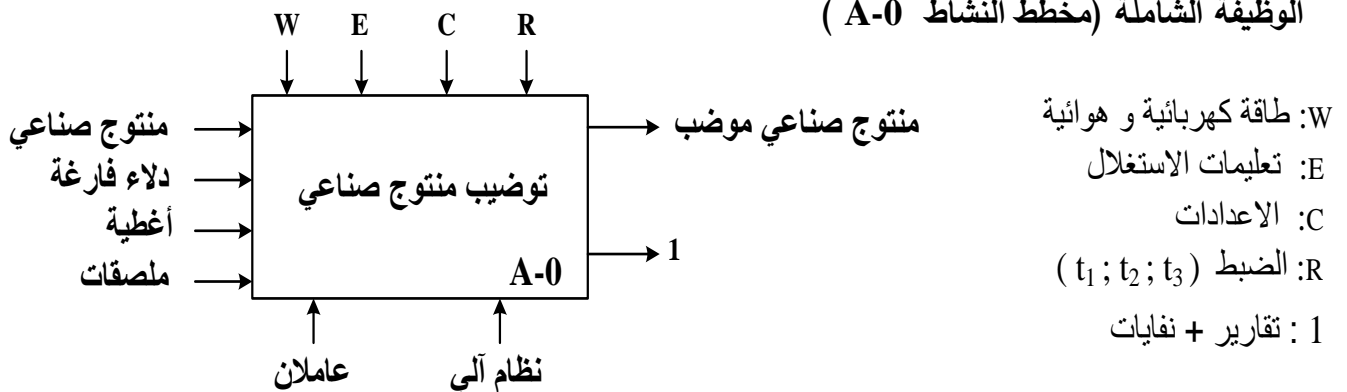 الوظيفة الشاملة (مخطط النشاط A-0 )
W E C R
منتوج صناعي
دلاء فارغة
أغطية
ملصقات
توضيب منتوج صناعي
A-0
منتوج صناعي موضب
1
عاملان
نظام آلي
W: طاقة كهربائية و هوائية
E: تعليمات الاستغلال
C: الاعدادات
R: الضبط ( t₁ ; t₂ ; t₃ )
1 : تقارير + نفايات